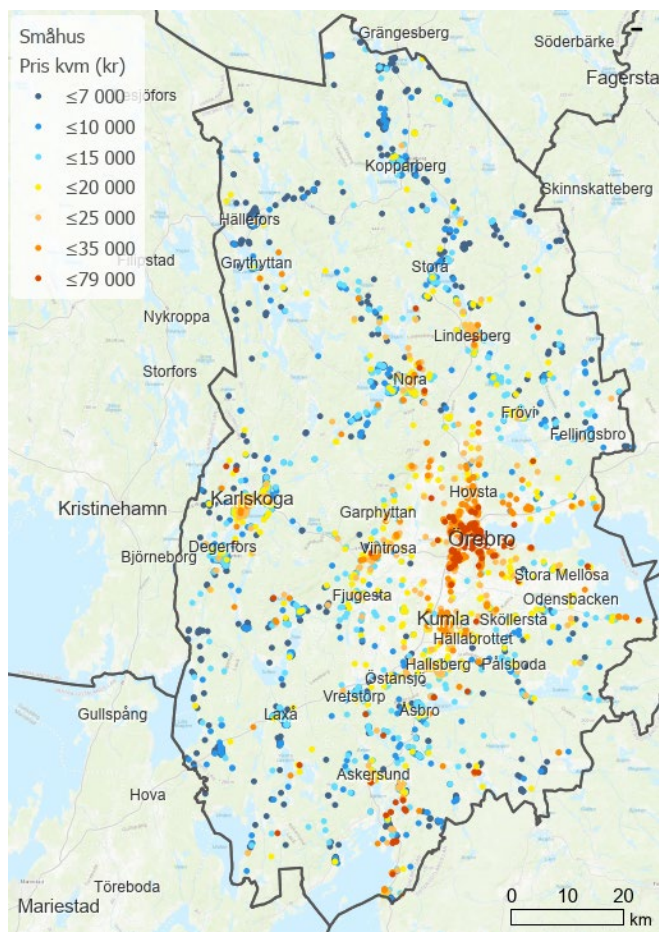 Småhus
Pris kvm (kr)
≤7 000
≤10 000
≤15 000
≤20 000
≤25 000
≤35 000
≤79 000
Grängesberg
Söderbärke
Fagersta
Kopparberg
Skinnskatteberg
Hällefors
Grythyttan
Filipstad
Storå
Nykroppa
Lindesberg
Storfors
Nora
Frövi
Fellingsbro
Karlskoga
Hovsta
Kristinehamn
Garphyttan
Örebro
Björneborg
Degerfors
Vintrosa
Stora Mellösa
Fjugesta
Odensbacken
Kumla
Sköllersta
Hällabrottet
Hallsberg
Pålsboda
Östansjö
Vretstorp
Gullspång
Laxå
Åsbro
Askersund
Hova
Töreboda
Mariestad
0 10 20
km